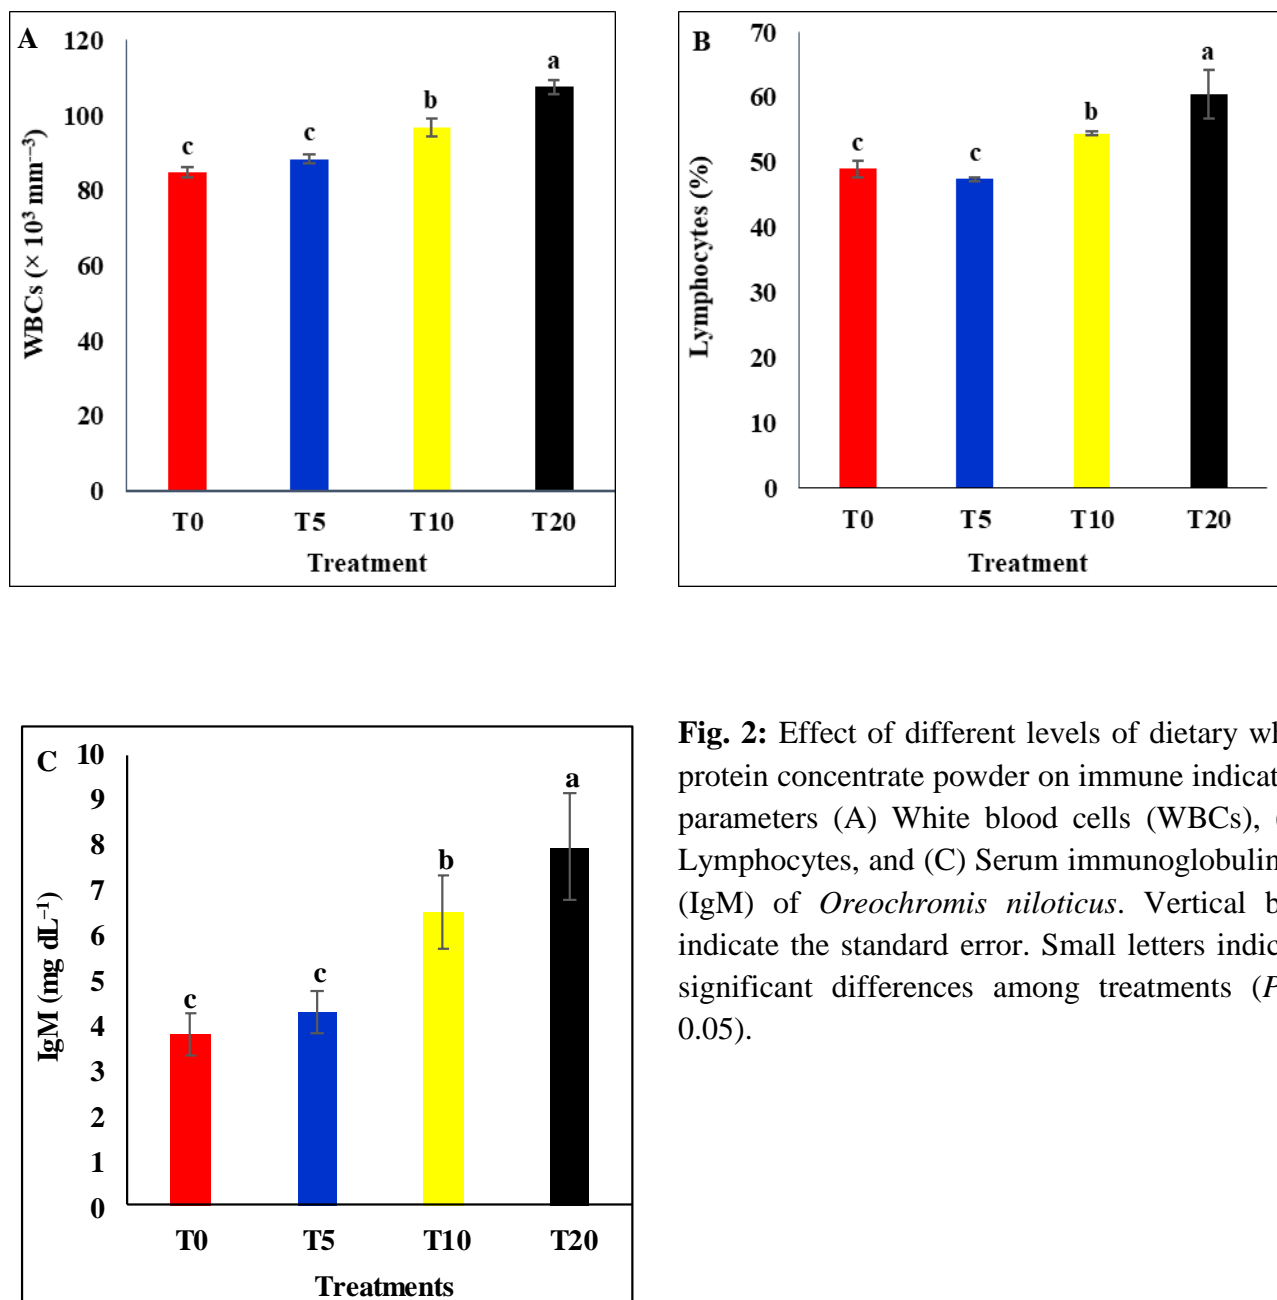 A
120
100
80
60
40
20
0
WBCs (× 10³ mm⁻⁻³)
c
c
b
a
T0 T5 T10 T20
Treatment
B
70
60
50
40
30
20
10
0
Lymphocytes (%)
c
c
b
a
T0 T5 T10 T20
Treatment
C
10
9
8
7
6
5
4
3
2
1
0
IgM (mg dL⁻¹)
c
c
b
a
T0 T5 T10 T20
Treatments
Fig. 2: Effect of different levels of dietary
protein concentrate powder on immune
parameters (A) White blood cells (WBCs),
Lymphocytes, and (C) Serum immunoglobulin
(IgM) of Oreochromis niloticus. Vertical
indicate the standard error. Small letters
significant differences among treatments (P
0.05).